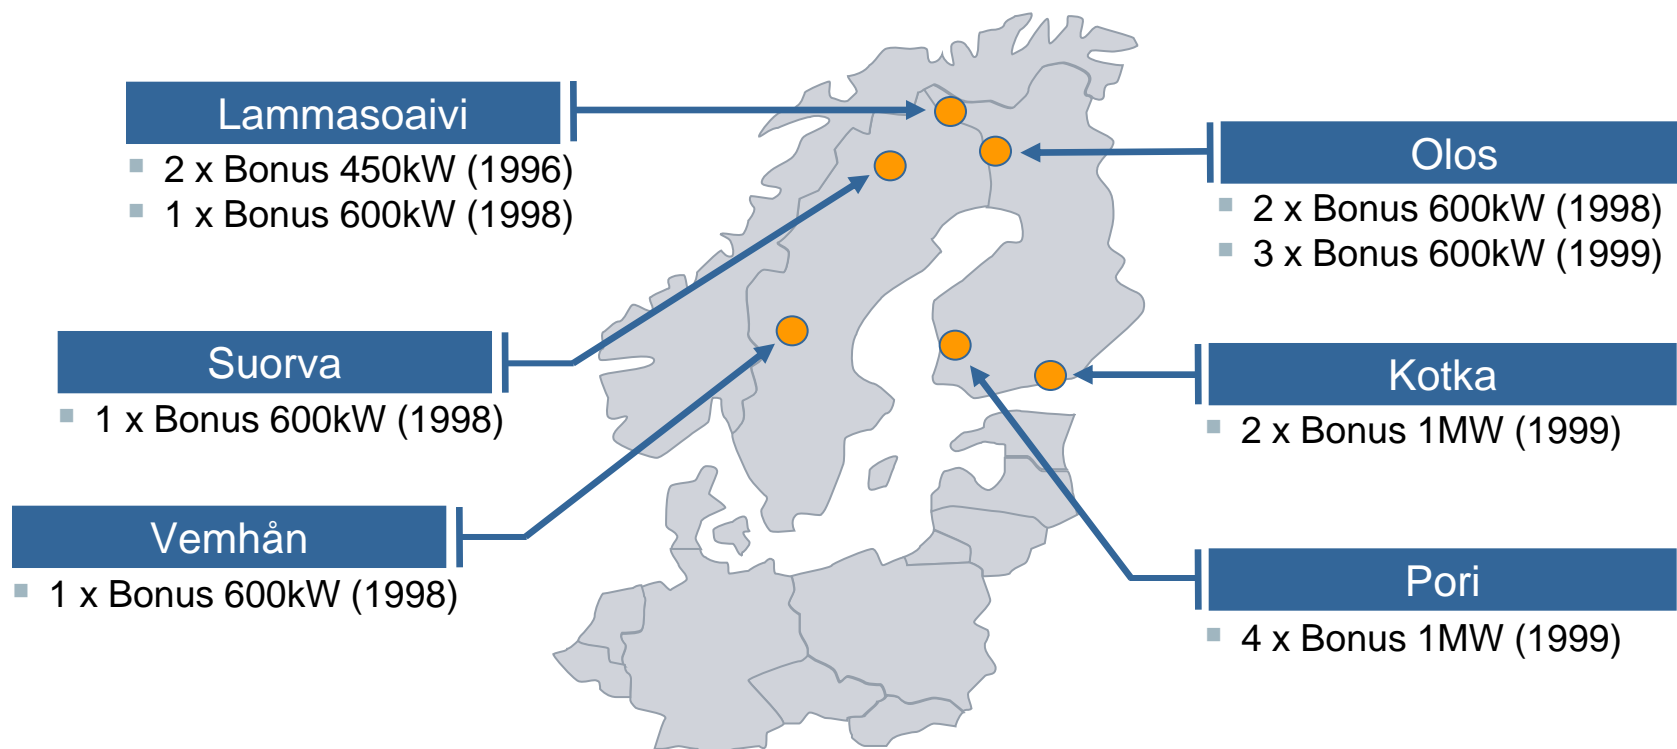 Lammasoaivi
2 x Bonus 450kW (1996)
1 x Bonus 600kW (1998)
Suorva
1 x Bonus 600kW (1998)
Vemhån
1 x Bonus 600kW (1998)
Olos
2 x Bonus 600kW (1998)
3 x Bonus 600kW (1999)
Kotka
2 x Bonus 1MW (1999)
Pori
4 x Bonus 1MW (1999)